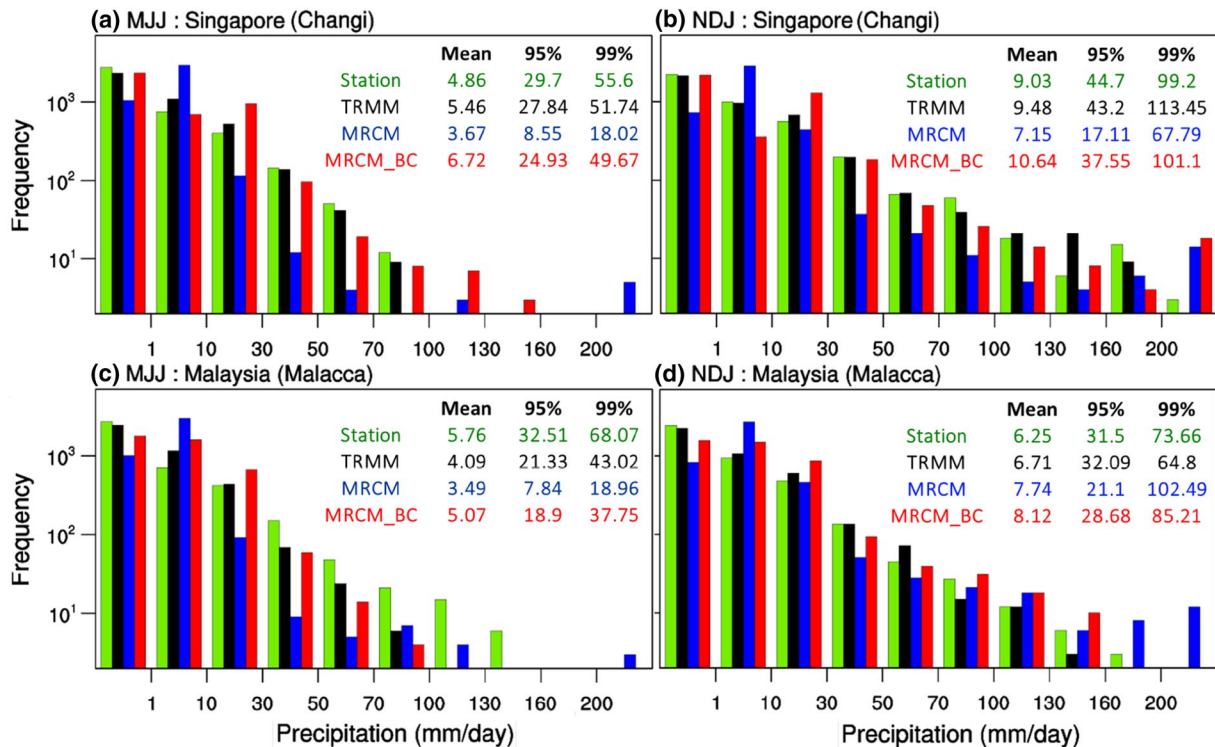 (a) MJJ : Singapore (Changi)
Mean 95% 99%
Station 4.86 29.7 55.6
TRMM 5.46 27.84 51.74
MRCM 3.67 8.55 18.02
MRCM_BC 6.72 24.93 49.67
Frequency
10³
10²
10¹
1 10 30 50 70 100 130 160 200
(b) NDJ : Singapore (Changi)
Mean 95% 99%
Station 9.03 44.7 99.2
TRMM 9.48 43.2 113.45
MRCM 7.15 17.11 67.79
MRCM_BC 10.64 37.55 101.1
1 10 30 50 70 100 130 160 200
(c) MJJ : Malaysia (Malacca)
Mean 95% 99%
Station 5.76 32.51 68.07
TRMM 4.09 21.33 43.02
MRCM 3.49 7.84 18.96
MRCM_BC 5.07 18.9 37.75
Frequency
10³
10²
10¹
1 10 30 50 70 100 130 160 200
Precipitation (mm/day)
(d) NDJ : Malaysia (Malacca)
Mean 95% 99%
Station 6.25 31.5 73.66
TRMM 6.71 32.09 64.8
MRCM 7.74 21.1 102.49
MRCM_BC 8.12 28.68 85.21
1 10 30 50 70 100 130 160 200
Precipitation (mm/day)